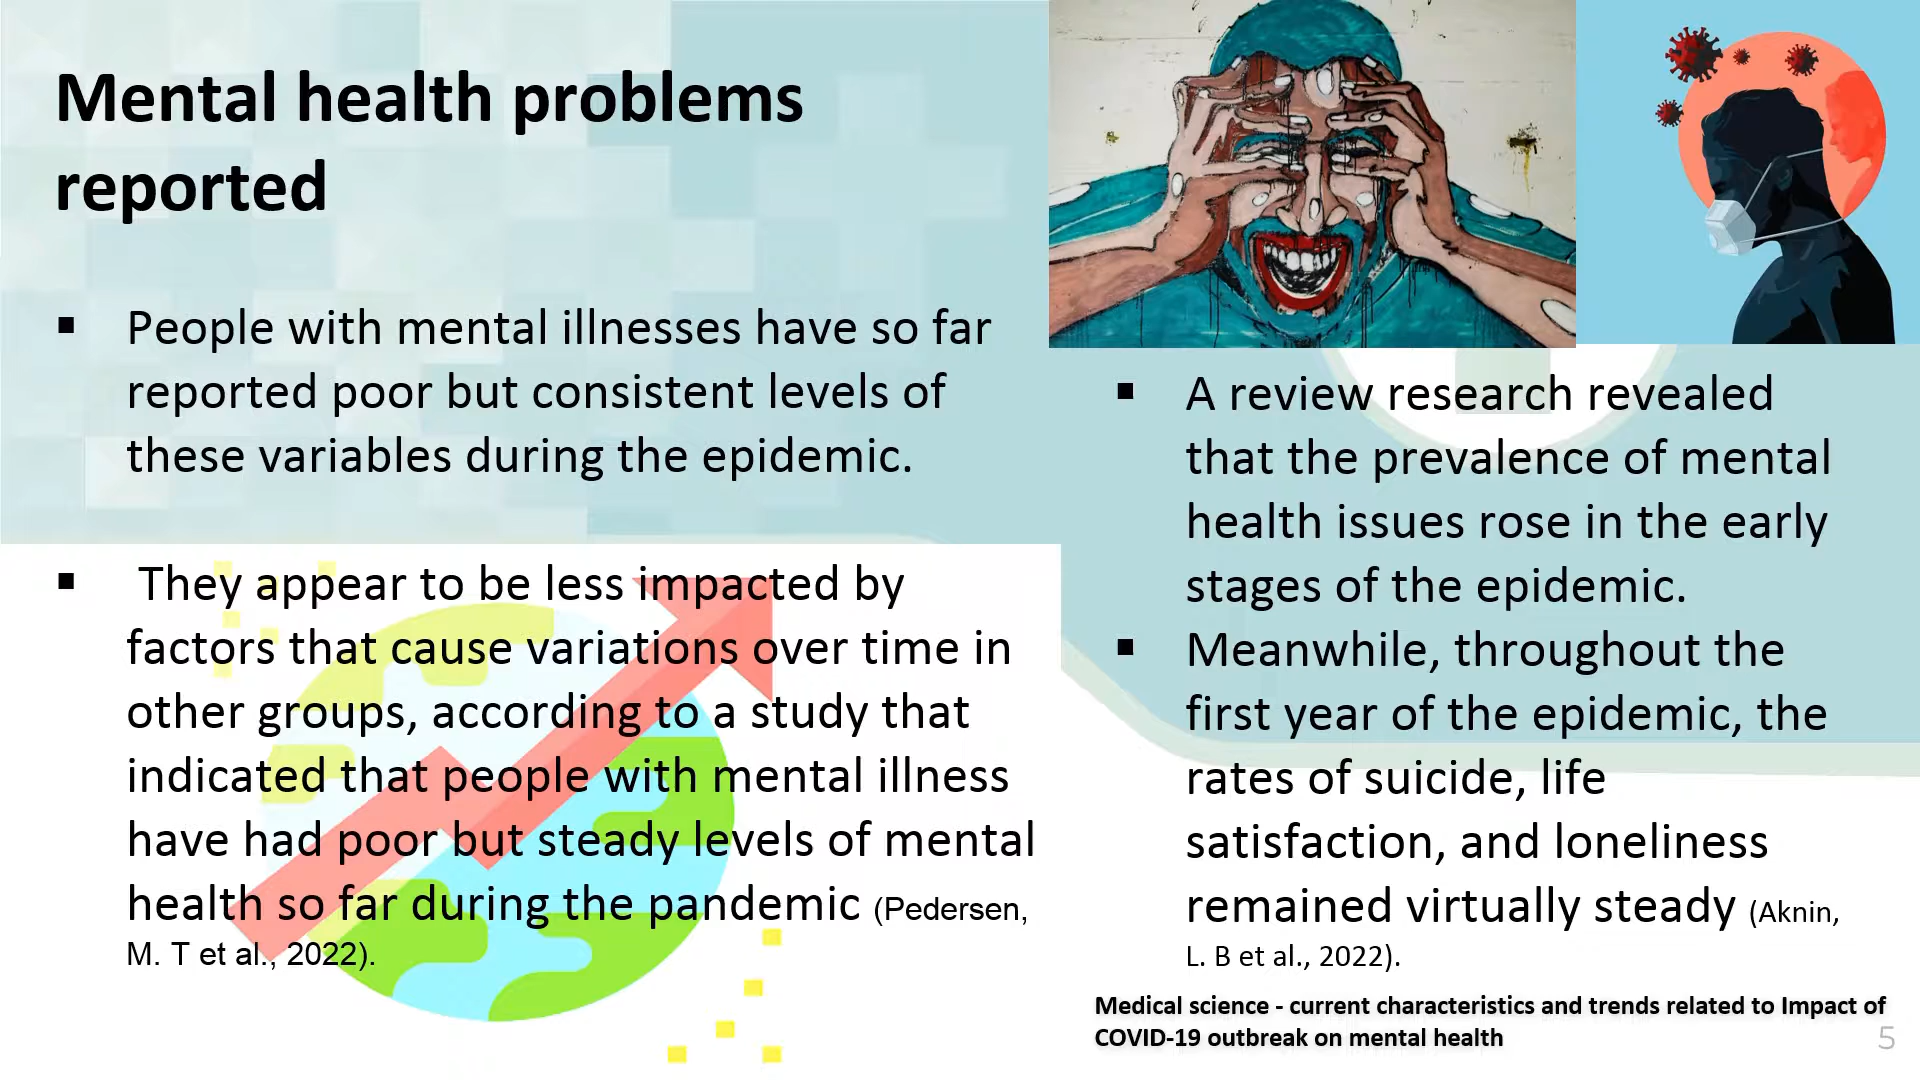 Mental health problems
reported
▪ People with mental illnesses have so far
reported poor but consistent levels of
these variables during the epidemic.
▪ They appear to be less impacted by
factors that cause variations over time in
other groups, according to a study that
indicated that people with mental illness
have had poor but steady levels of mental
health so far during the pandemic (Pedersen,
M. T et al., 2022).
▪ A review research revealed
that the prevalence of mental
health issues rose in the early
stages of the epidemic.
▪ Meanwhile, throughout the
first year of the epidemic, the
rates of suicide, life
satisfaction, and loneliness
remained virtually steady (Aknin,
L. B et al., 2022).
Medical science - current characteristics and trends related to Impact of
COVID-19 outbreak on mental health
5